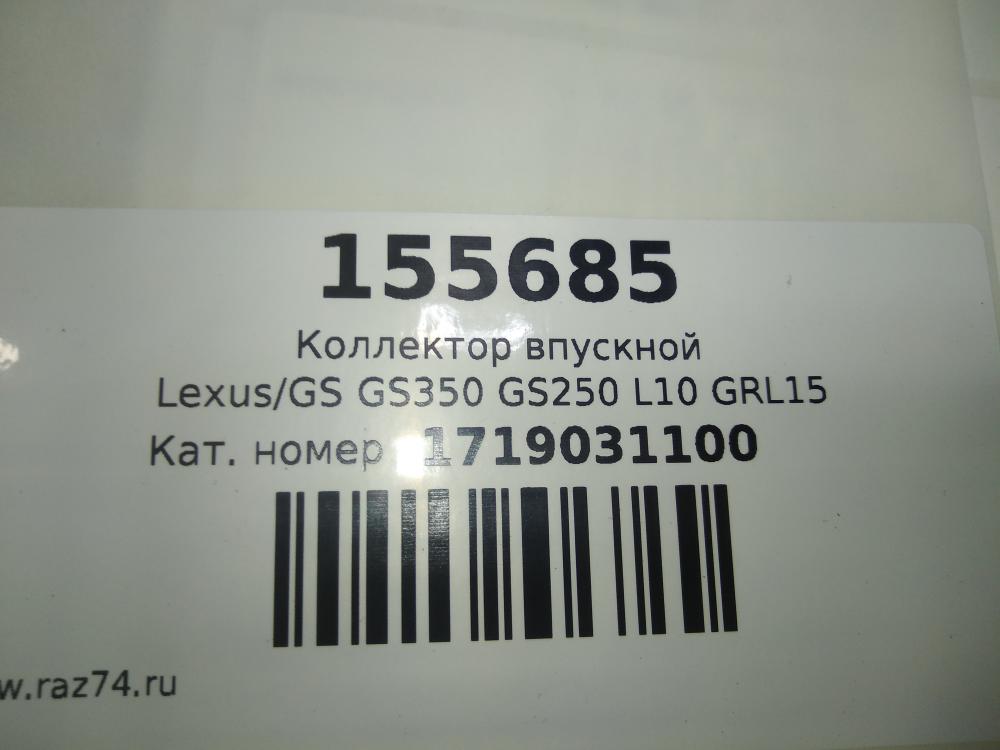 155685
Коллектор впускной
Lexus/GS GS350 GS250 L10 GRL15
Кат. номер 1719031100
w.raz74.ru